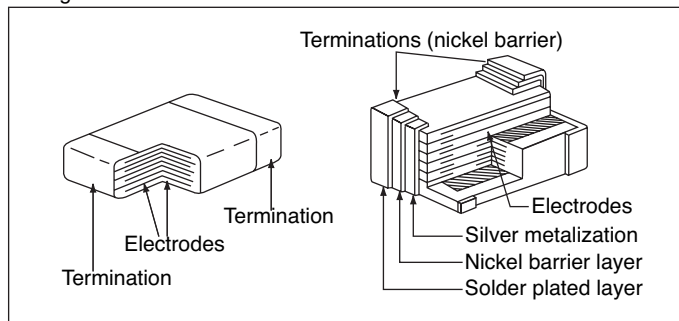 Terminations (nickel barrier)
Termination
Electrodes
Termination
Electrodes
Silver metalization
Nickel barrier layer
Solder plated layer